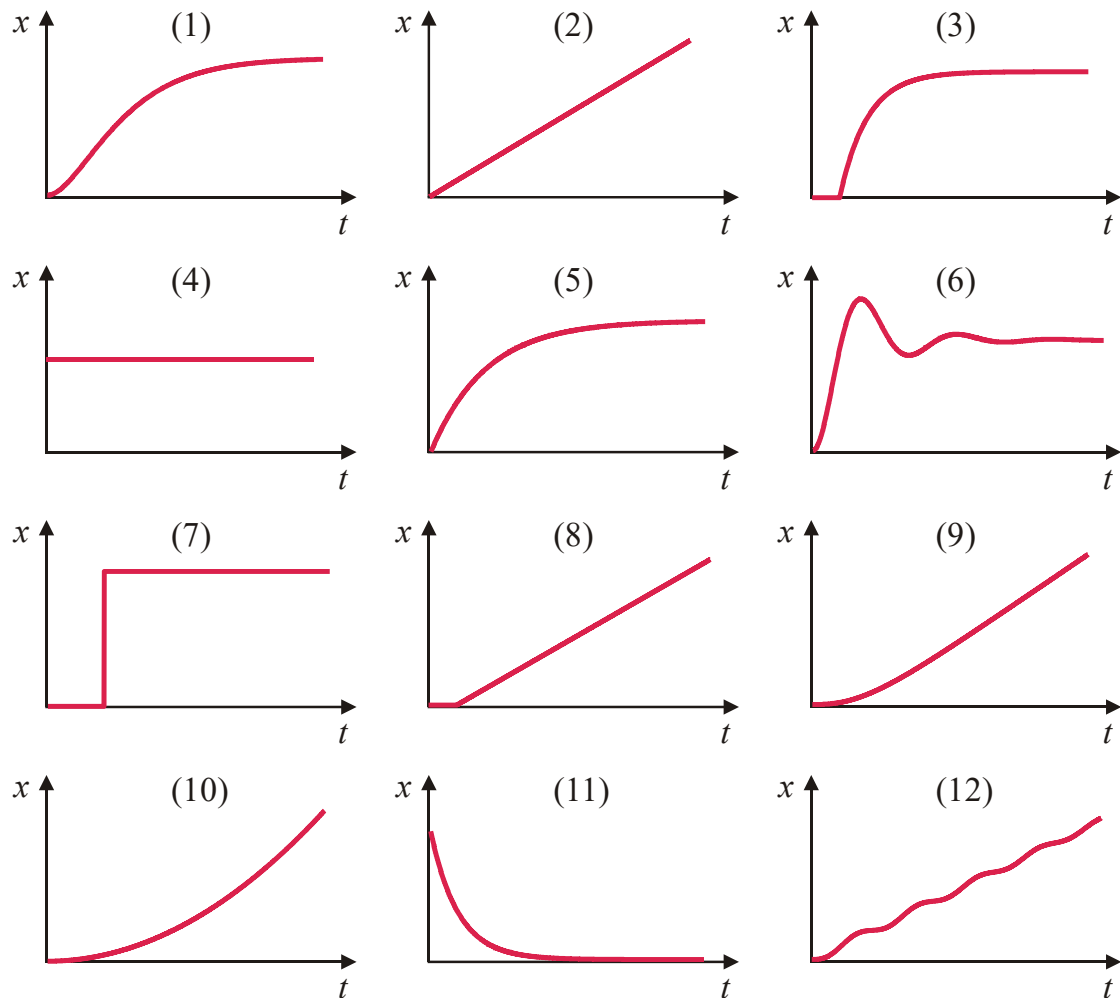 x (1) t
x (2) t
x (3) t
x (4) t
x (5) t
x (6) t
x (7) t
x (8) t
x (9) t
x (10) t
x (11) t
x (12) t